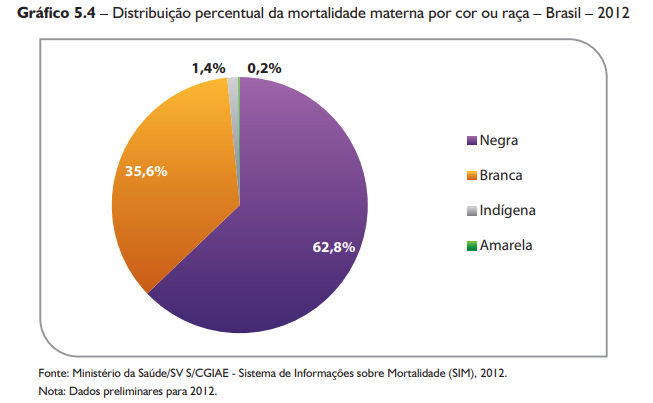 Gráfico 5.4 – Distribuição percentual da mortalidade materna por cor ou raça – Brasil – 2012
1,4%
0,2%
35,6%
62,8%
Negra
Branca
Indígena
Amarela
Fonte: Ministério da Saúde/SV S/CGIAE - Sistema de Informações sobre Mortalidade (SIM), 2012.
Nota: Dados preliminares para 2012.